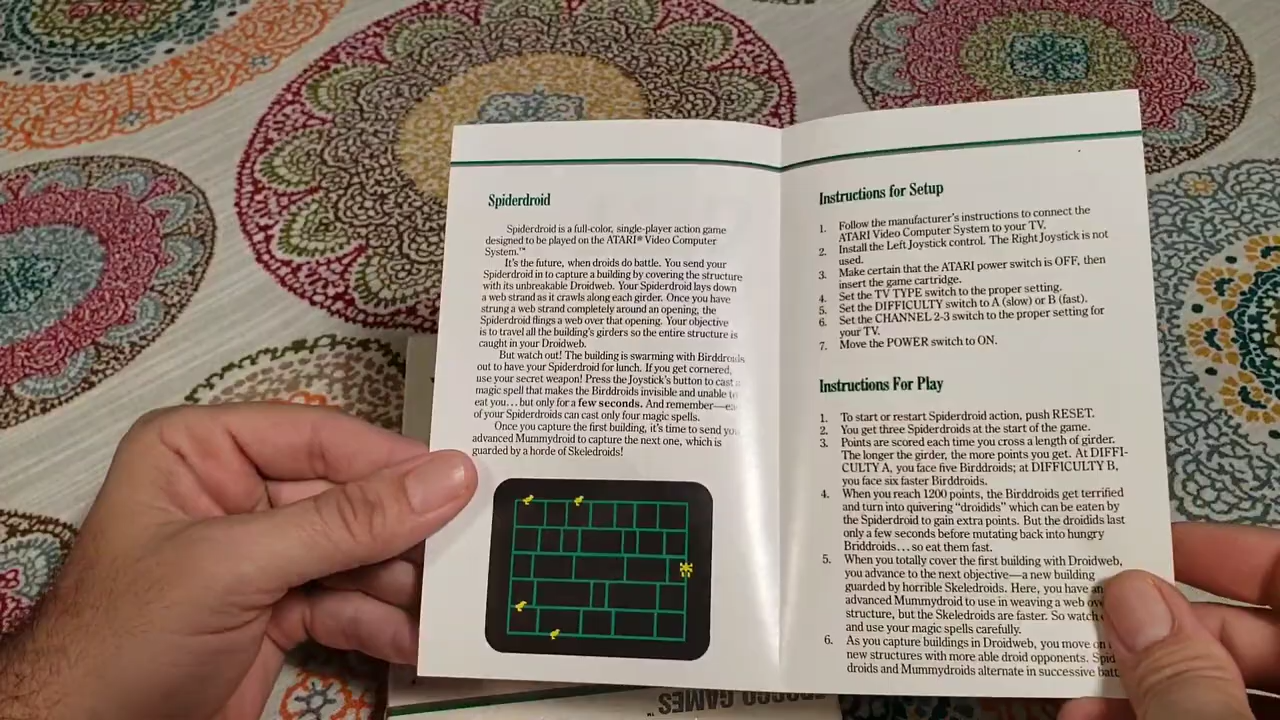 Spiderdroid
Spiderdroid is a full-color, single-player action game
designed to be played on the ATARI® Video Computer
System.™
It's the future, when droids do battle. You send your
Spiderdroid in to capture a building by covering the structure
with its unbreakable Droidweb. Your Spiderdroid lays down
a web strand as it crawls along each girder. Once you have
strung a web strand completely around an opening, the
Spiderdroid flings a web over that opening. Your objective
is to travel all the building's girders so the entire structure is
caught in your Droidweb.
But watch out! The building is swarming with Birddroids
out to have your Spiderdroid for lunch. If you get cornered,
use your secret weapon! Press the Joystick's button to cast a
magic spell that makes the Birddroids invisible and unable to
eat you...but only for a few seconds. And remember—
of your Spiderdroids can cast only four magic spells.
Once you capture the first building, it's time to send
advanced Mummydroid to capture the next one, which is
guarded by a horde of Skeledroids!
Instructions for Setup
1. Follow the manufacturer's instructions to connect the
ATARI Video Computer System to your TV.
2. Install the Left Joystick control. The Right Joystick is not
used.
3. Make certain that the ATARI power switch is OFF, then
insert the game cartridge.
4. Set the TV TYPE switch to the proper setting.
5. Set the DIFFICULTY switch to A (slow) or B (fast).
6. Set the CHANNEL 2-3 switch to the proper setting for
your TV.
7. Move the POWER switch to ON.
Instructions For Play
1. To start or restart Spiderdroid action, push RESET.
2. You get three Spiderdroids at the start of the game.
3. Points are scored each time you cross a length of girder.
The longer the girder, the more points you get. At DIFFI-
CULTY A, you face five Birddroids; at DIFFICULTY B,
you face six faster Birddroids.
4. When you reach 1200 points, the Birddroids get terrified
and turn into quivering "droidids" which can be eaten by
the Spiderdroid to gain extra points. But the droidids last
only a few seconds before mutating back into hungry
Briddroids...so eat them fast.
5. When you totally cover the first building with Droidweb,
you advance to the next objective—a new building
guarded by horrible Skeledroids. Here, you have an
advanced Mummydroid to use in weaving a web
structure, but the Skeledroids are faster. So watch
and use your magic spells carefully.
6. As you capture buildings in Droidweb, you move on
new structures with more able droid opponents.
droids and Mummydroids alternate in successive
GAMES